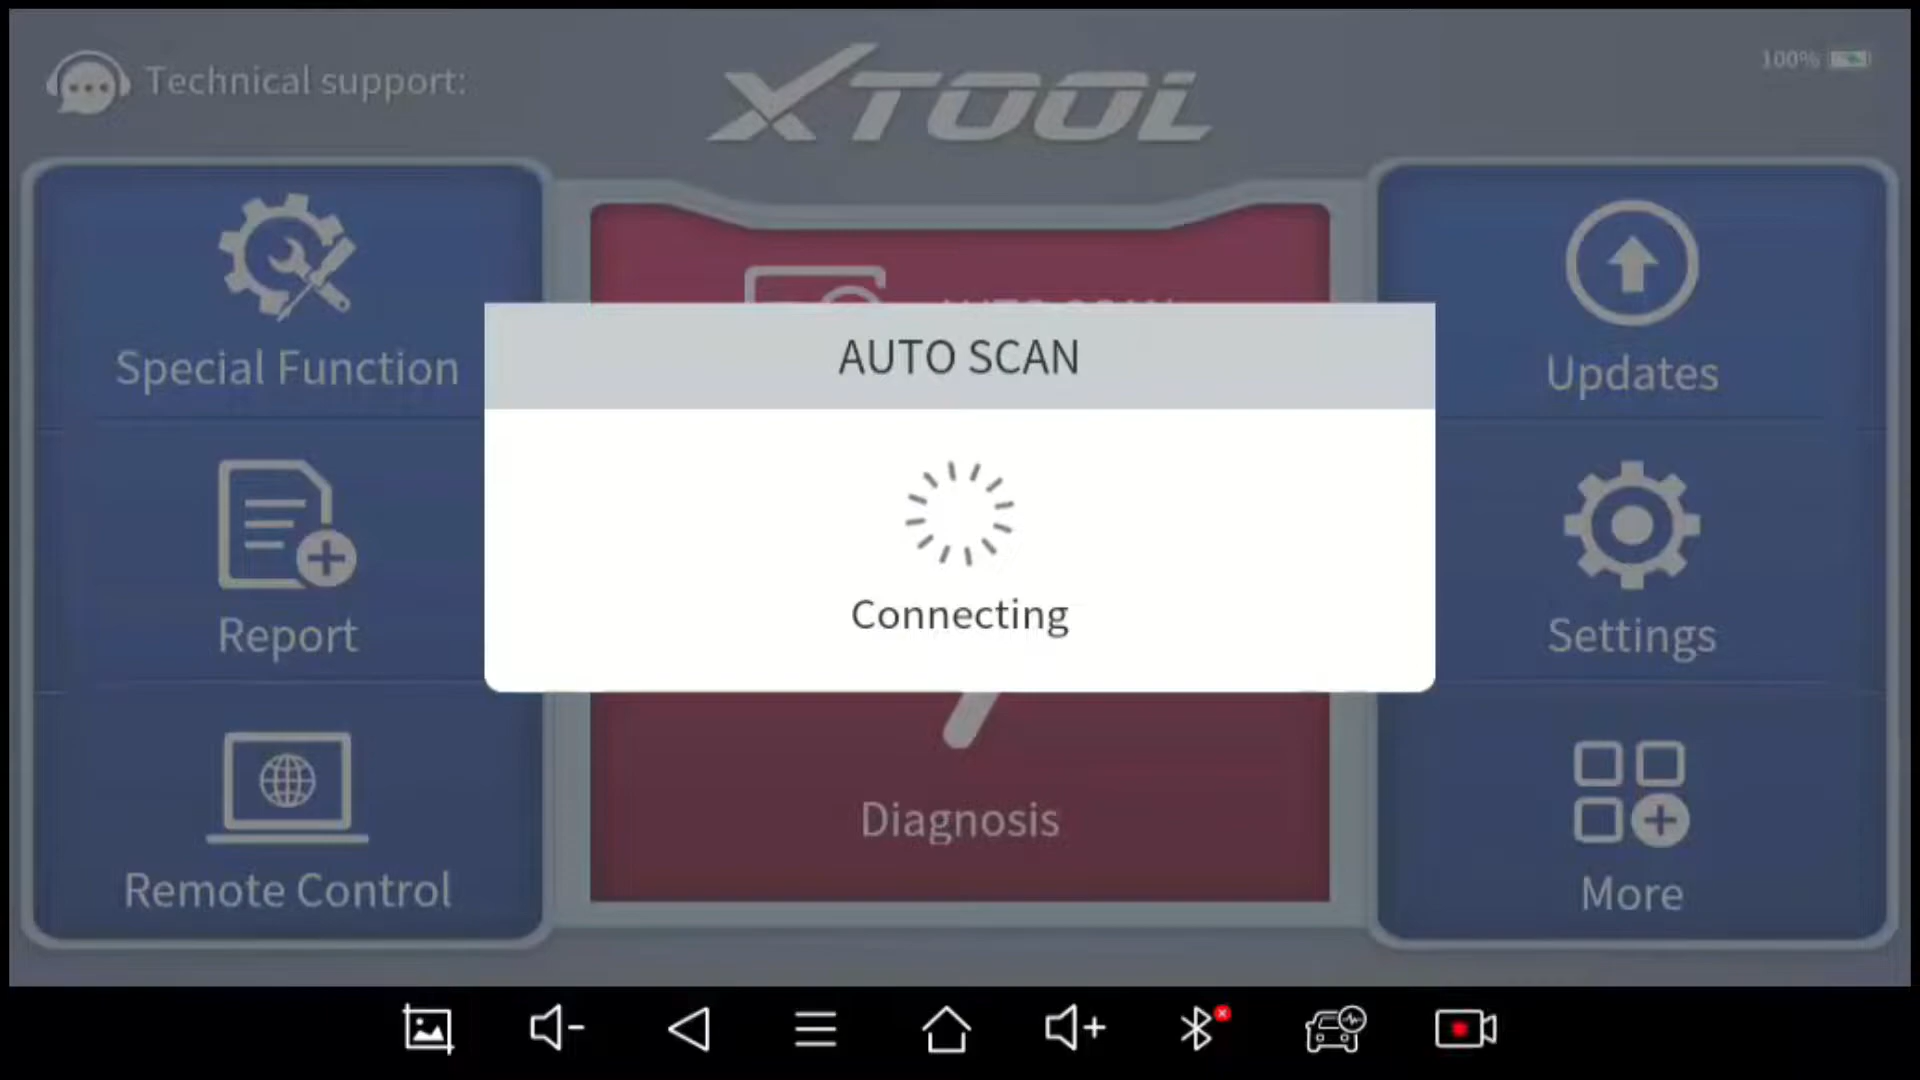 Technical support:
XTOOL
100%
Special Function
Updates
AUTO SCAN
Connecting
Report
Settings
Diagnosis
Remote Control
More